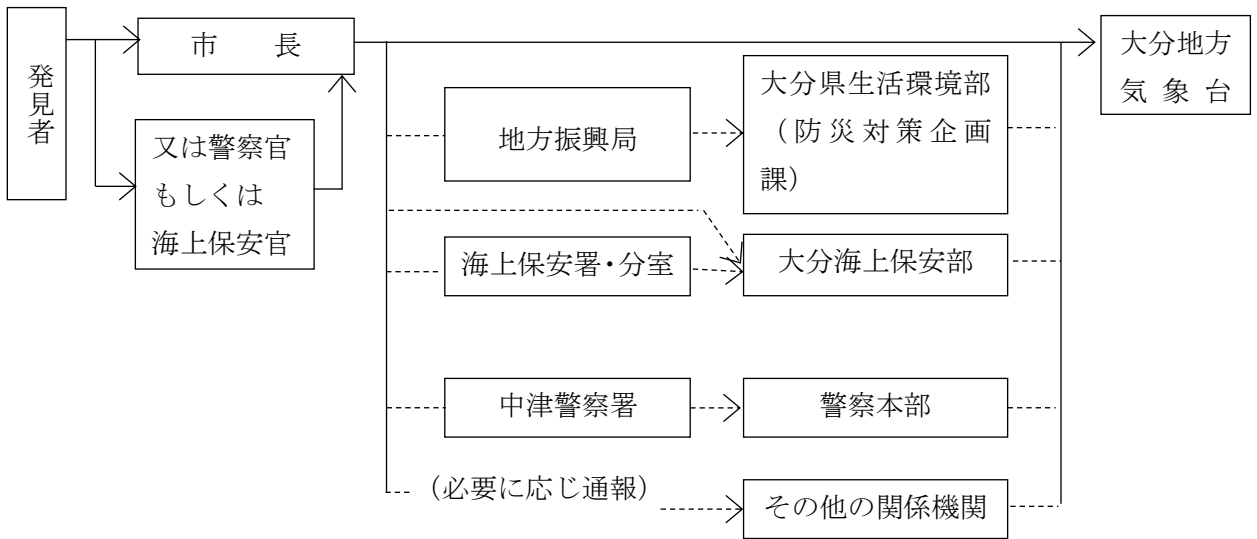 発見者
市　　長
又は警察官
もしくは
海上保安官
地方振興局
大分県生活環境部
（防災対策企画
課）
海上保安署・分室
大分海上保安部
中津警察署
警察本部
（必要に応じ通報）
その他の関係機関
大分地方
気象台